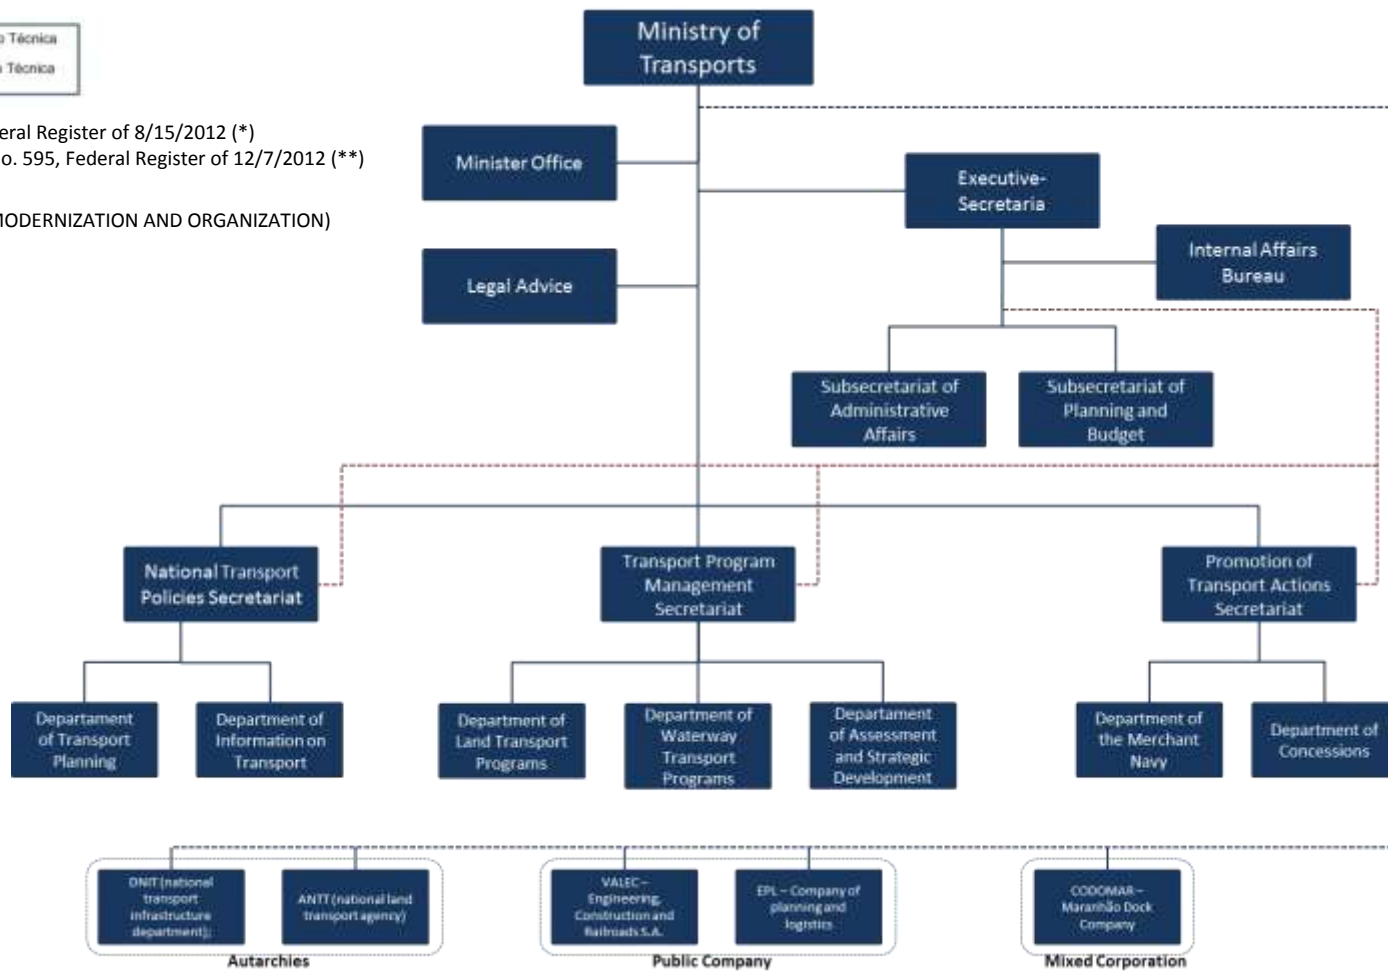 Ministry of
Transports
o Técnica
o Técnica
eral Register of 8/15/2012 (*)
o. 595, Federal Register of 12/7/2012 (**)
MODERNIZATION AND ORGANIZATION)
Minister Office
Executive-
Secretaria
Legal Advice
Internal Affairs
Bureau
Subsecretariat of
Administrative
Affairs
Subsecretariat of
Planning and
Budget
National Transport
Policies Secretariat
Transport Program
Management
Secretariat
Promotion of
Transport Actions
Secretariat
Departament
of Transport
Planning
Department of
Information on
Transport
Department of
Land Transport
Programs
Department of
Waterway
Transport
Programs
Departament
of Assessment
and Strategic
Development
Department of
the Merchant
Navy
Department of
Concessions
DNIT (national
transport
infrastructure
department);
ANTT (national land
transport agency)
VALEC –
Engineering,
Construction and
Railroads S.A.
EPL – Company of
planning and
logistics
CODOMAR –
Maranhão Dock
Company
Autarchies
Public Company
Mixed Corporation